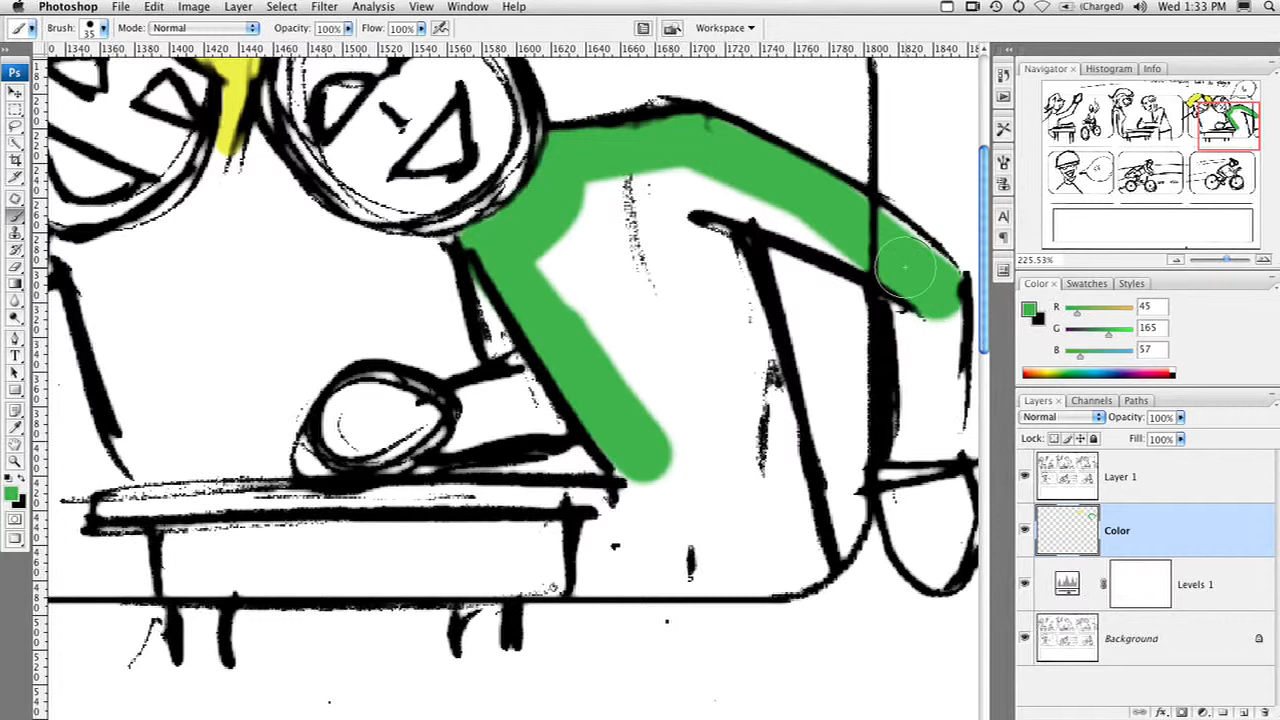 Photoshop File Edit Image Layer Select Filter Analysis View Window Help (Charged) Wed 1:33 PM
Brush: 35 Mode: Normal Opacity: 100% Flow: 100% Workspace
1340 1360 1380 1400 1420 1440 1460 1480 1500 1520 1540 1560 1580 1600 1620 1640 1660 1680 1700 1720 1740 1760 1780 1800 1820 1840
Ps
Navigator × Histogram Info
225.53%
Color × Swatches Styles
R 45
G 165
B 57
Layers × Channels Paths
Normal Opacity: 100%
Lock: Fill: 100%
Layer 1
Color
Levels 1
Background
fx